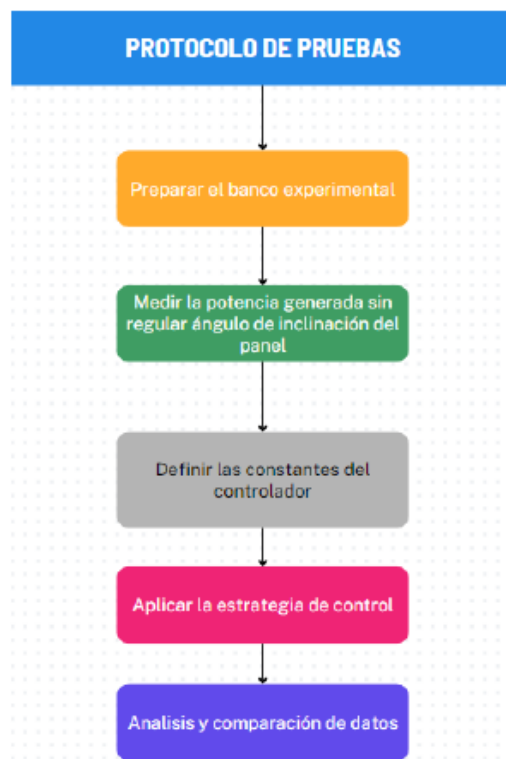 PROTOCOLO DE PRUEBAS
Preparar el banco experimental
Medir la potencia generada sin
regular ángulo de inclinación del
panel
Definir las constantes del
controlador
Aplicar la estrategia de control
Analisis y comparación de datos